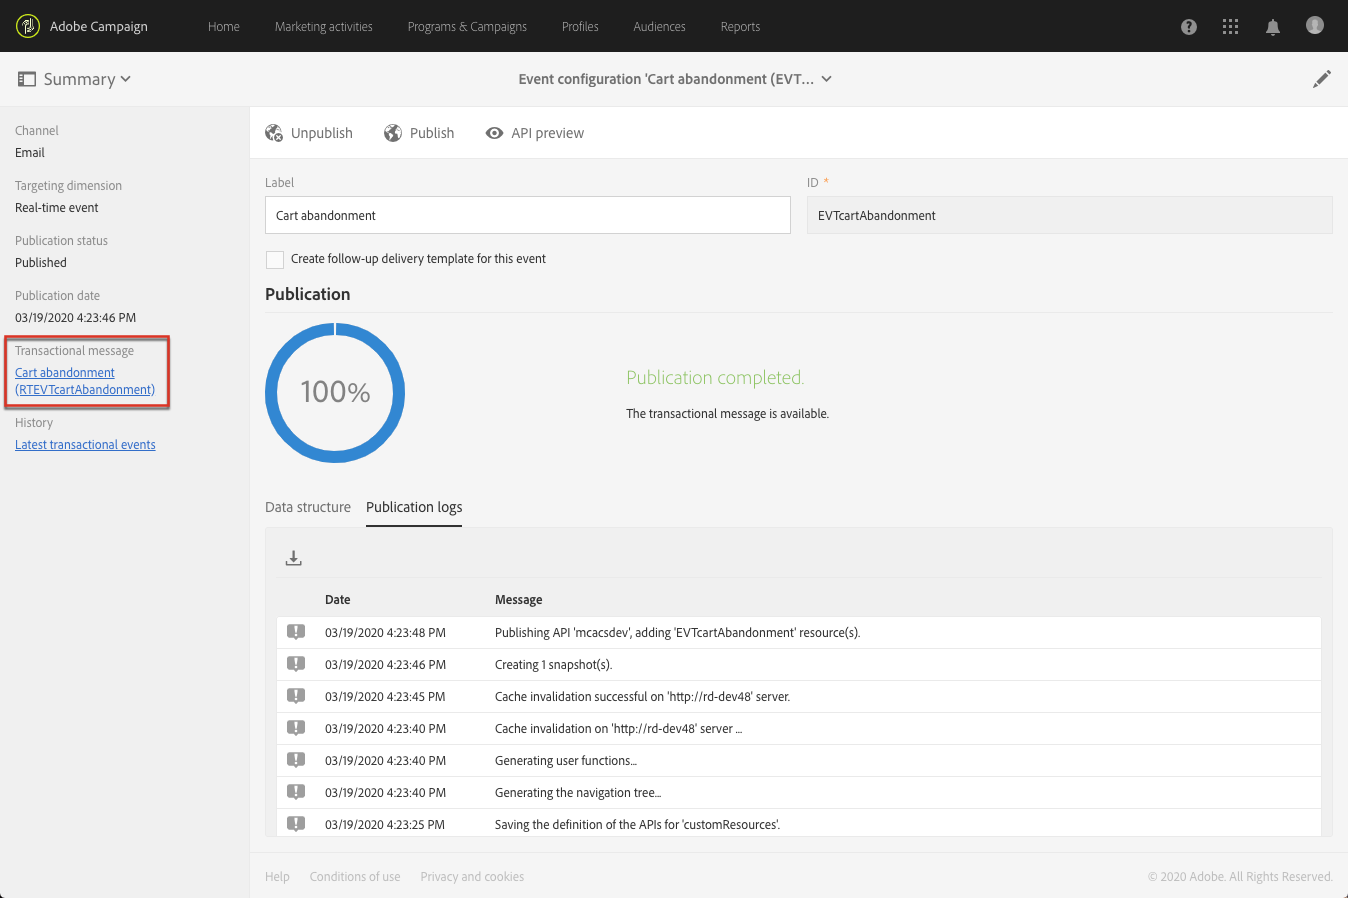 Adobe Campaign
Home
Marketing activities
Programs & Campaigns
Profiles
Audiences
Reports
Summary
Event configuration 'Cart abandonment (EVT...
Channel
Email
Targeting dimension
Real-time event
Publication status
Published
Publication date
03/19/2020 4:23:46 PM
Transactional message
Cart abandonment
(RTEVTcartAbandonment)
History
Latest transactional events
Unpublish
Publish
API preview
Label
ID *
Cart abandonment
EVTcartAbandonment
Create follow-up delivery template for this event
Publication
100%
Publication completed.
The transactional message is available.
Data structure
Publication logs
Date Message
03/19/2020 4:23:48 PM Publishing API 'mcacsdev', adding 'EVTcartAbandonment' resource(s).
03/19/2020 4:23:46 PM Creating 1 snapshot(s).
03/19/2020 4:23:45 PM Cache invalidation successful on 'http://rd-dev48' server.
03/19/2020 4:23:40 PM Cache invalidation on 'http://rd-dev48' server ...
03/19/2020 4:23:40 PM Generating user functions...
03/19/2020 4:23:40 PM Generating the navigation tree...
03/19/2020 4:23:25 PM Saving the definition of the APIs for 'customResources'.
Help
Conditions of use
Privacy and cookies
© 2020 Adobe. All Rights Reserved.